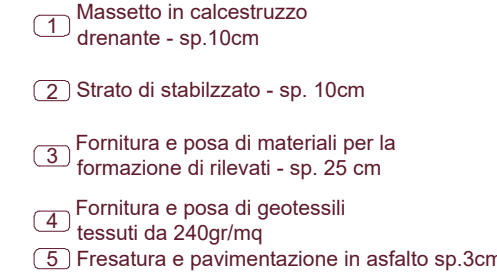 1 Massetto in calcestruzzo
drenante - sp.10cm
2 Strato di stabilzzato - sp. 10cm
3 Fornitura e posa di materiali per la
formazione di rilevati - sp. 25 cm
4 Fornitura e posa di geotessili
tessuti da 240gr/mq
5 Fresatura e pavimentazione in asfalto sp.3cm